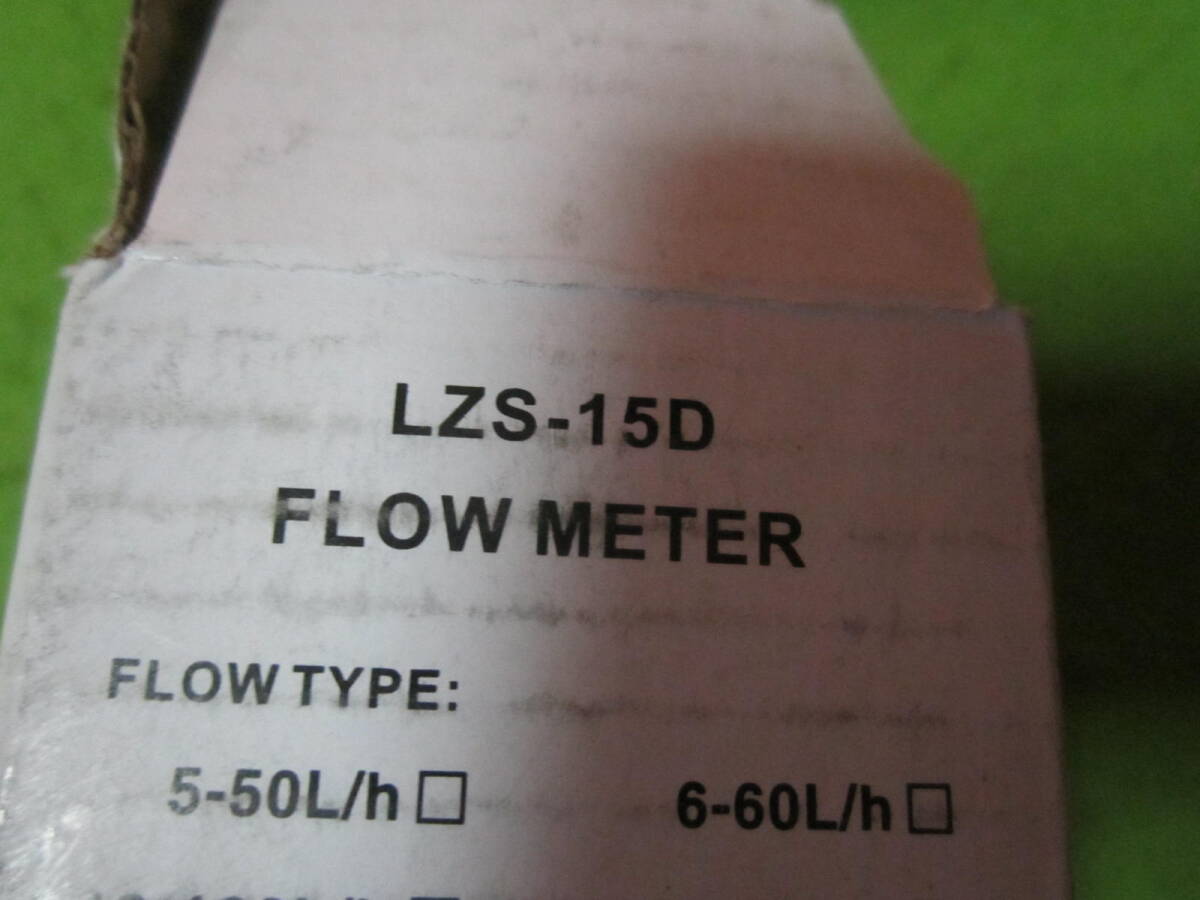 LZS-15D
FLOW METER
FLOW TYPE:
5-50L/h □ 6-60L/h □